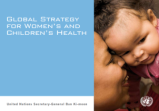 Global Strategy
for Women's and
Children's Health
United Nations Secretary-General Ban Ki-moon